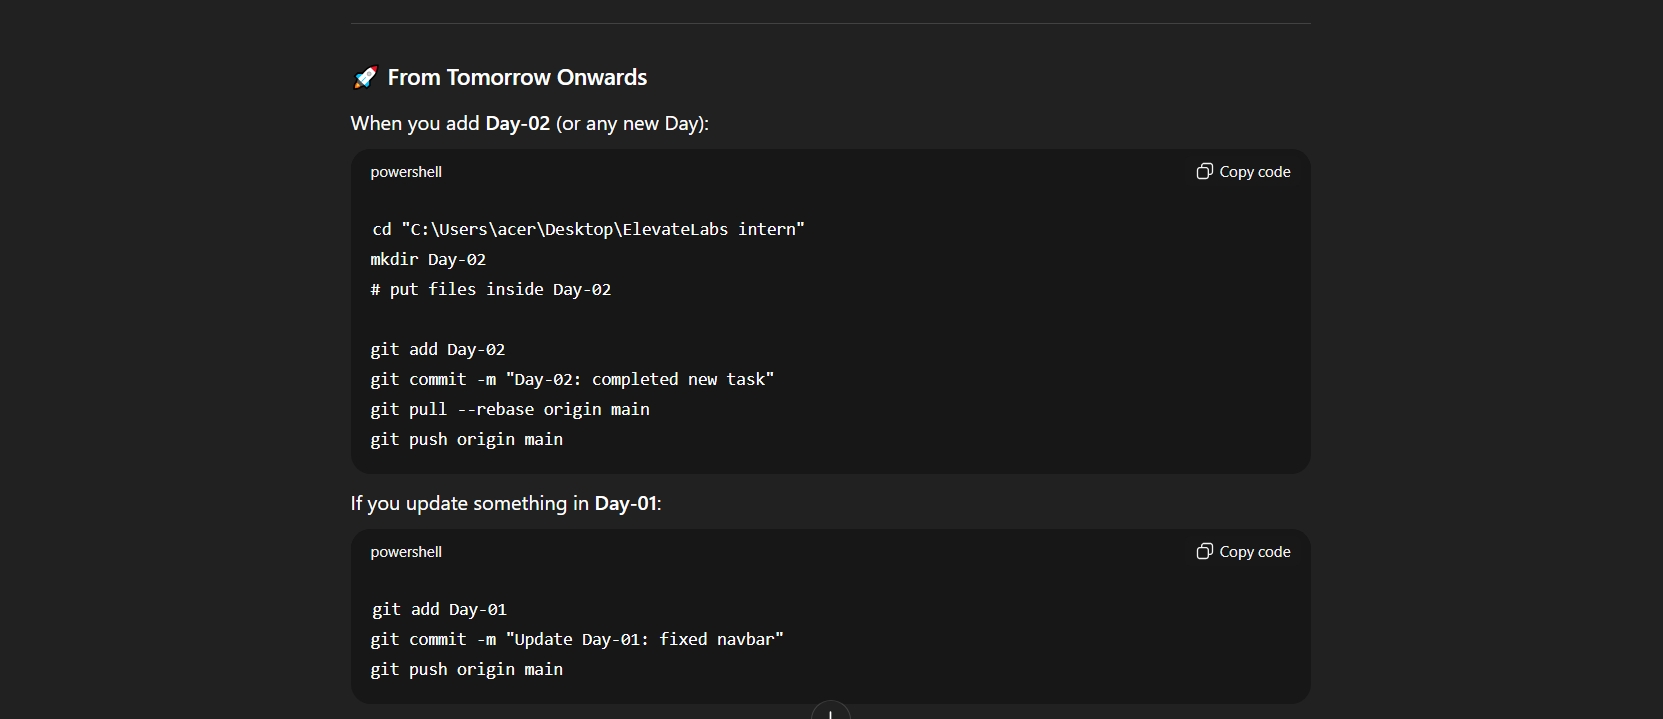 🚀 From Tomorrow Onwards
When you add Day-02 (or any new Day):
powershell
Copy code
cd "C:\Users\acer\Desktop\ElevateLabs intern"
mkdir Day-02
# put files inside Day-02
git add Day-02
git commit -m "Day-02: completed new task"
git pull --rebase origin main
git push origin main
If you update something in Day-01:
powershell
Copy code
git add Day-01
git commit -m "Update Day-01: fixed navbar"
git push origin main